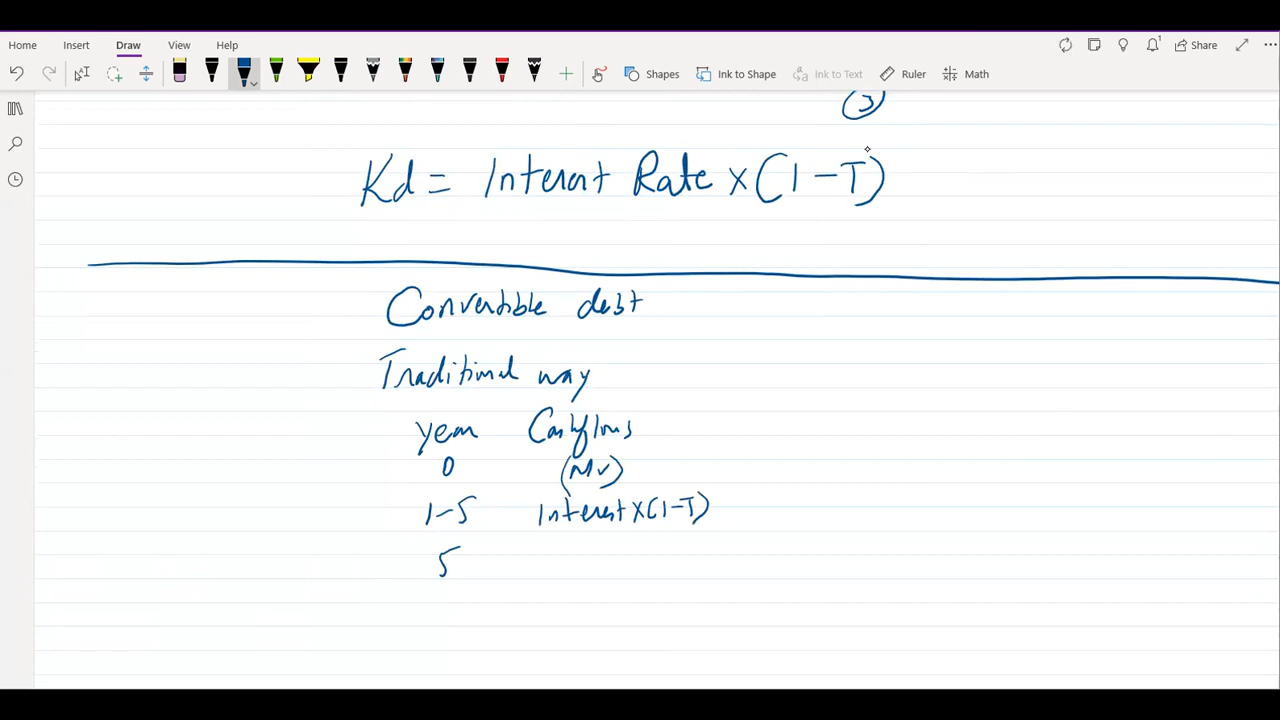 Home Insert Draw View Help
1 Share
Shapes Ink to Shape Ink to Text Ruler Math
(3)
Kd = Interest Rate x (1-T)
Convertible debt
Traditional way
year Cashflows
0 (MV)
1-5 Interest x (1-T)
5